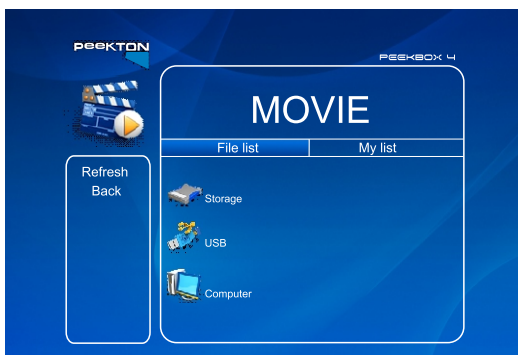 PEEKTON
PEEKBOX 4
MOVIE
File list
My list
Refresh
Back
Storage
USB
Computer